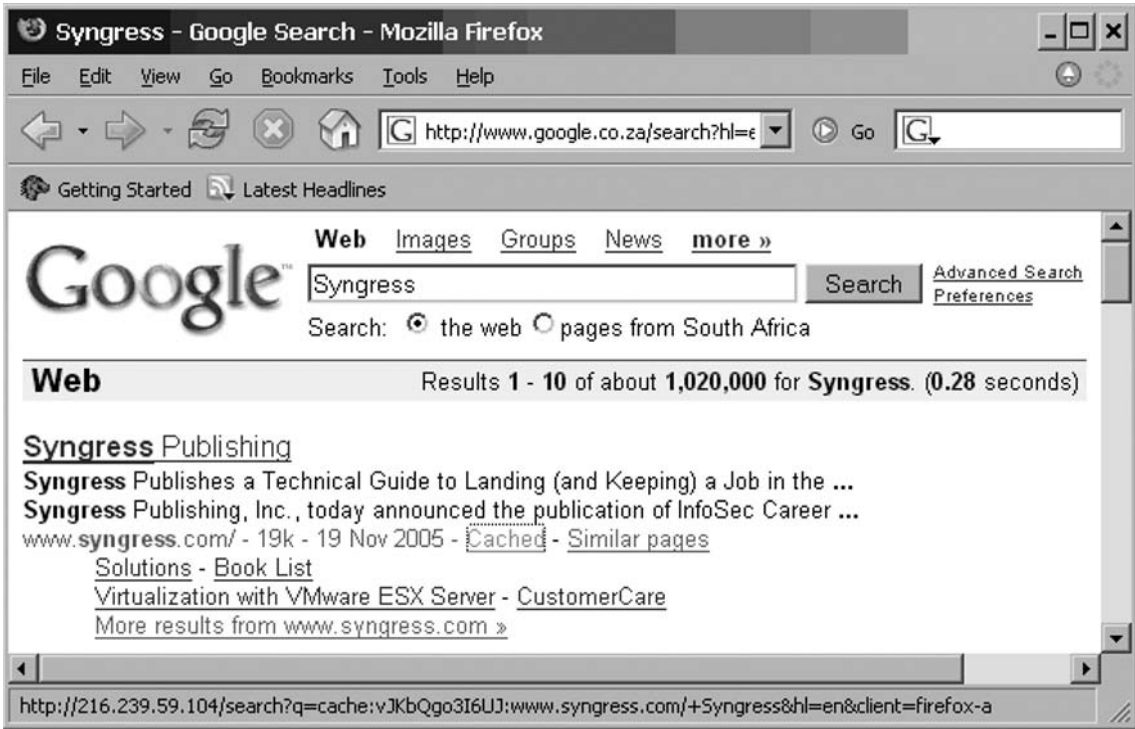 Syngress - Google Search - Mozilla Firefox
File Edit View Go Bookmarks Tools Help
G http://www.google.co.za/search?hl=e Go G
Getting Started Latest Headlines
Google™ Web Images Groups News more »
Syngress Search Advanced Search
Preferences
Search: the web pages from South Africa
Web Results 1 - 10 of about 1,020,000 for Syngress. (0.28 seconds)
Syngress Publishing
Syngress Publishes a Technical Guide to Landing (and Keeping) a Job in the ...
Syngress Publishing, Inc., today announced the publication of InfoSec Career ...
www.syngress.com/ - 19k - 19 Nov 2005 - Cached - Similar pages
Solutions - Book List
Virtualization with VMware ESX Server - CustomerCare
More results from www.syngress.com »
http://216.239.59.104/search?q=cache:vJKbQgo3I6UJ:www.syngress.com/+Syngress&hl=en&client=firefox-a